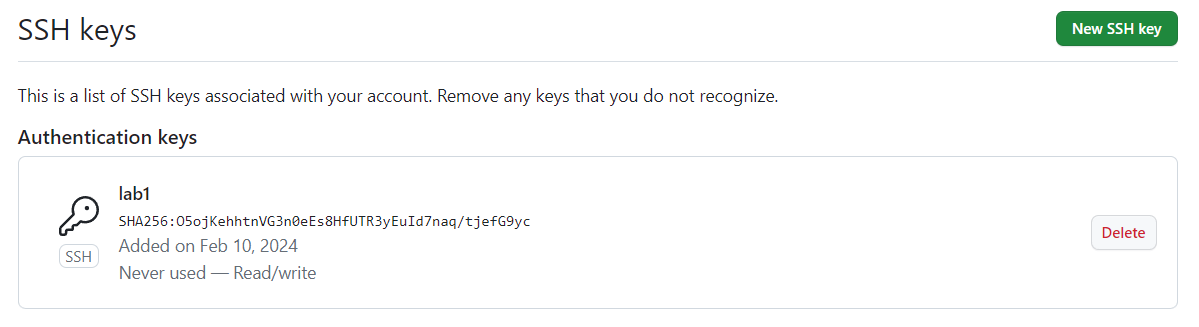 SSH keys
New SSH key
This is a list of SSH keys associated with your account. Remove any keys that you do not recognize.
Authentication keys
lab1
SHA256:O5ojKehhtnVG3n0eEs8HfUTR3yEuId7naq/tjefG9yc
Added on Feb 10, 2024
Never used — Read/write
SSH
Delete